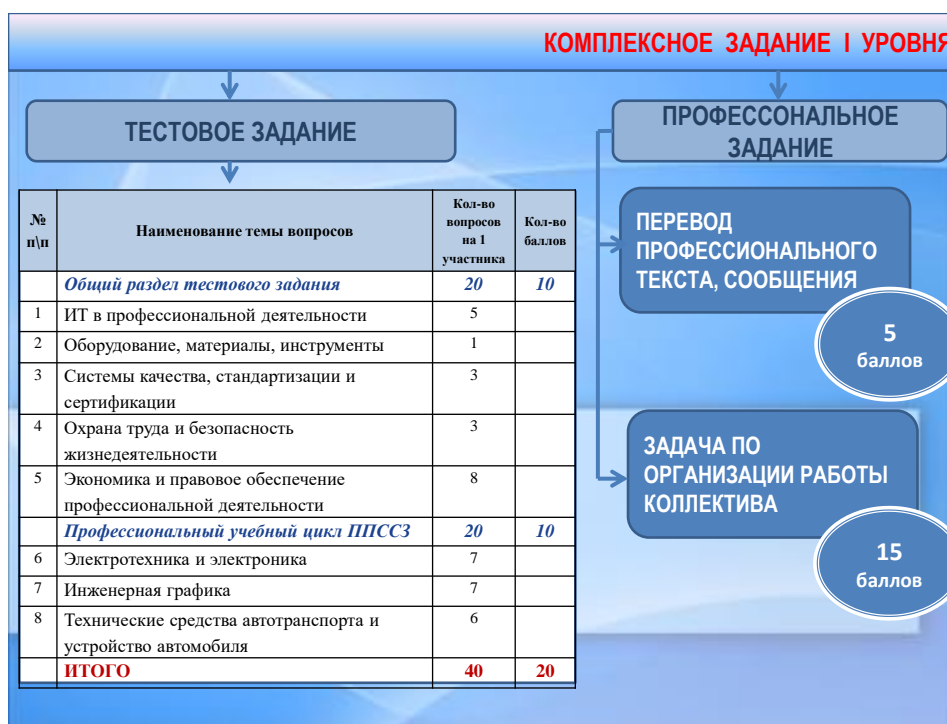 КОМПЛЕКСНОЕ ЗАДАНИЕ I УРОВНЯ
ТЕСТОВОЕ ЗАДАНИЕ
№ п\п
Наименование темы вопросов
Кол-во вопросов на 1 участника
Кол-во баллов
Общий раздел тестового задания 20 10
1 ИТ в профессиональной деятельности 5
2 Оборудование, материалы, инструменты 1
3 Системы качества, стандартизации и
сертификации 3
4 Охрана труда и безопасность
жизнедеятельности 3
5 Экономика и правовое обеспечение
профессиональной деятельности 8
Профессиональный учебный цикл ППССЗ 20 10
6 Электротехника и электроника 7
7 Инженерная графика 7
8 Технические средства автотранспорта и
устройство автомобиля 6
ИТОГО 40 20
ПРОФЕССОНАЛЬНОЕ
ЗАДАНИЕ
ПЕРЕВОД
ПРОФЕССИОНАЛЬНОГО
ТЕКСТА, СООБЩЕНИЯ
5
баллов
ЗАДАЧА ПО
ОРГАНИЗАЦИИ РАБОТЫ
КОЛЛЕКТИВА
15
баллов